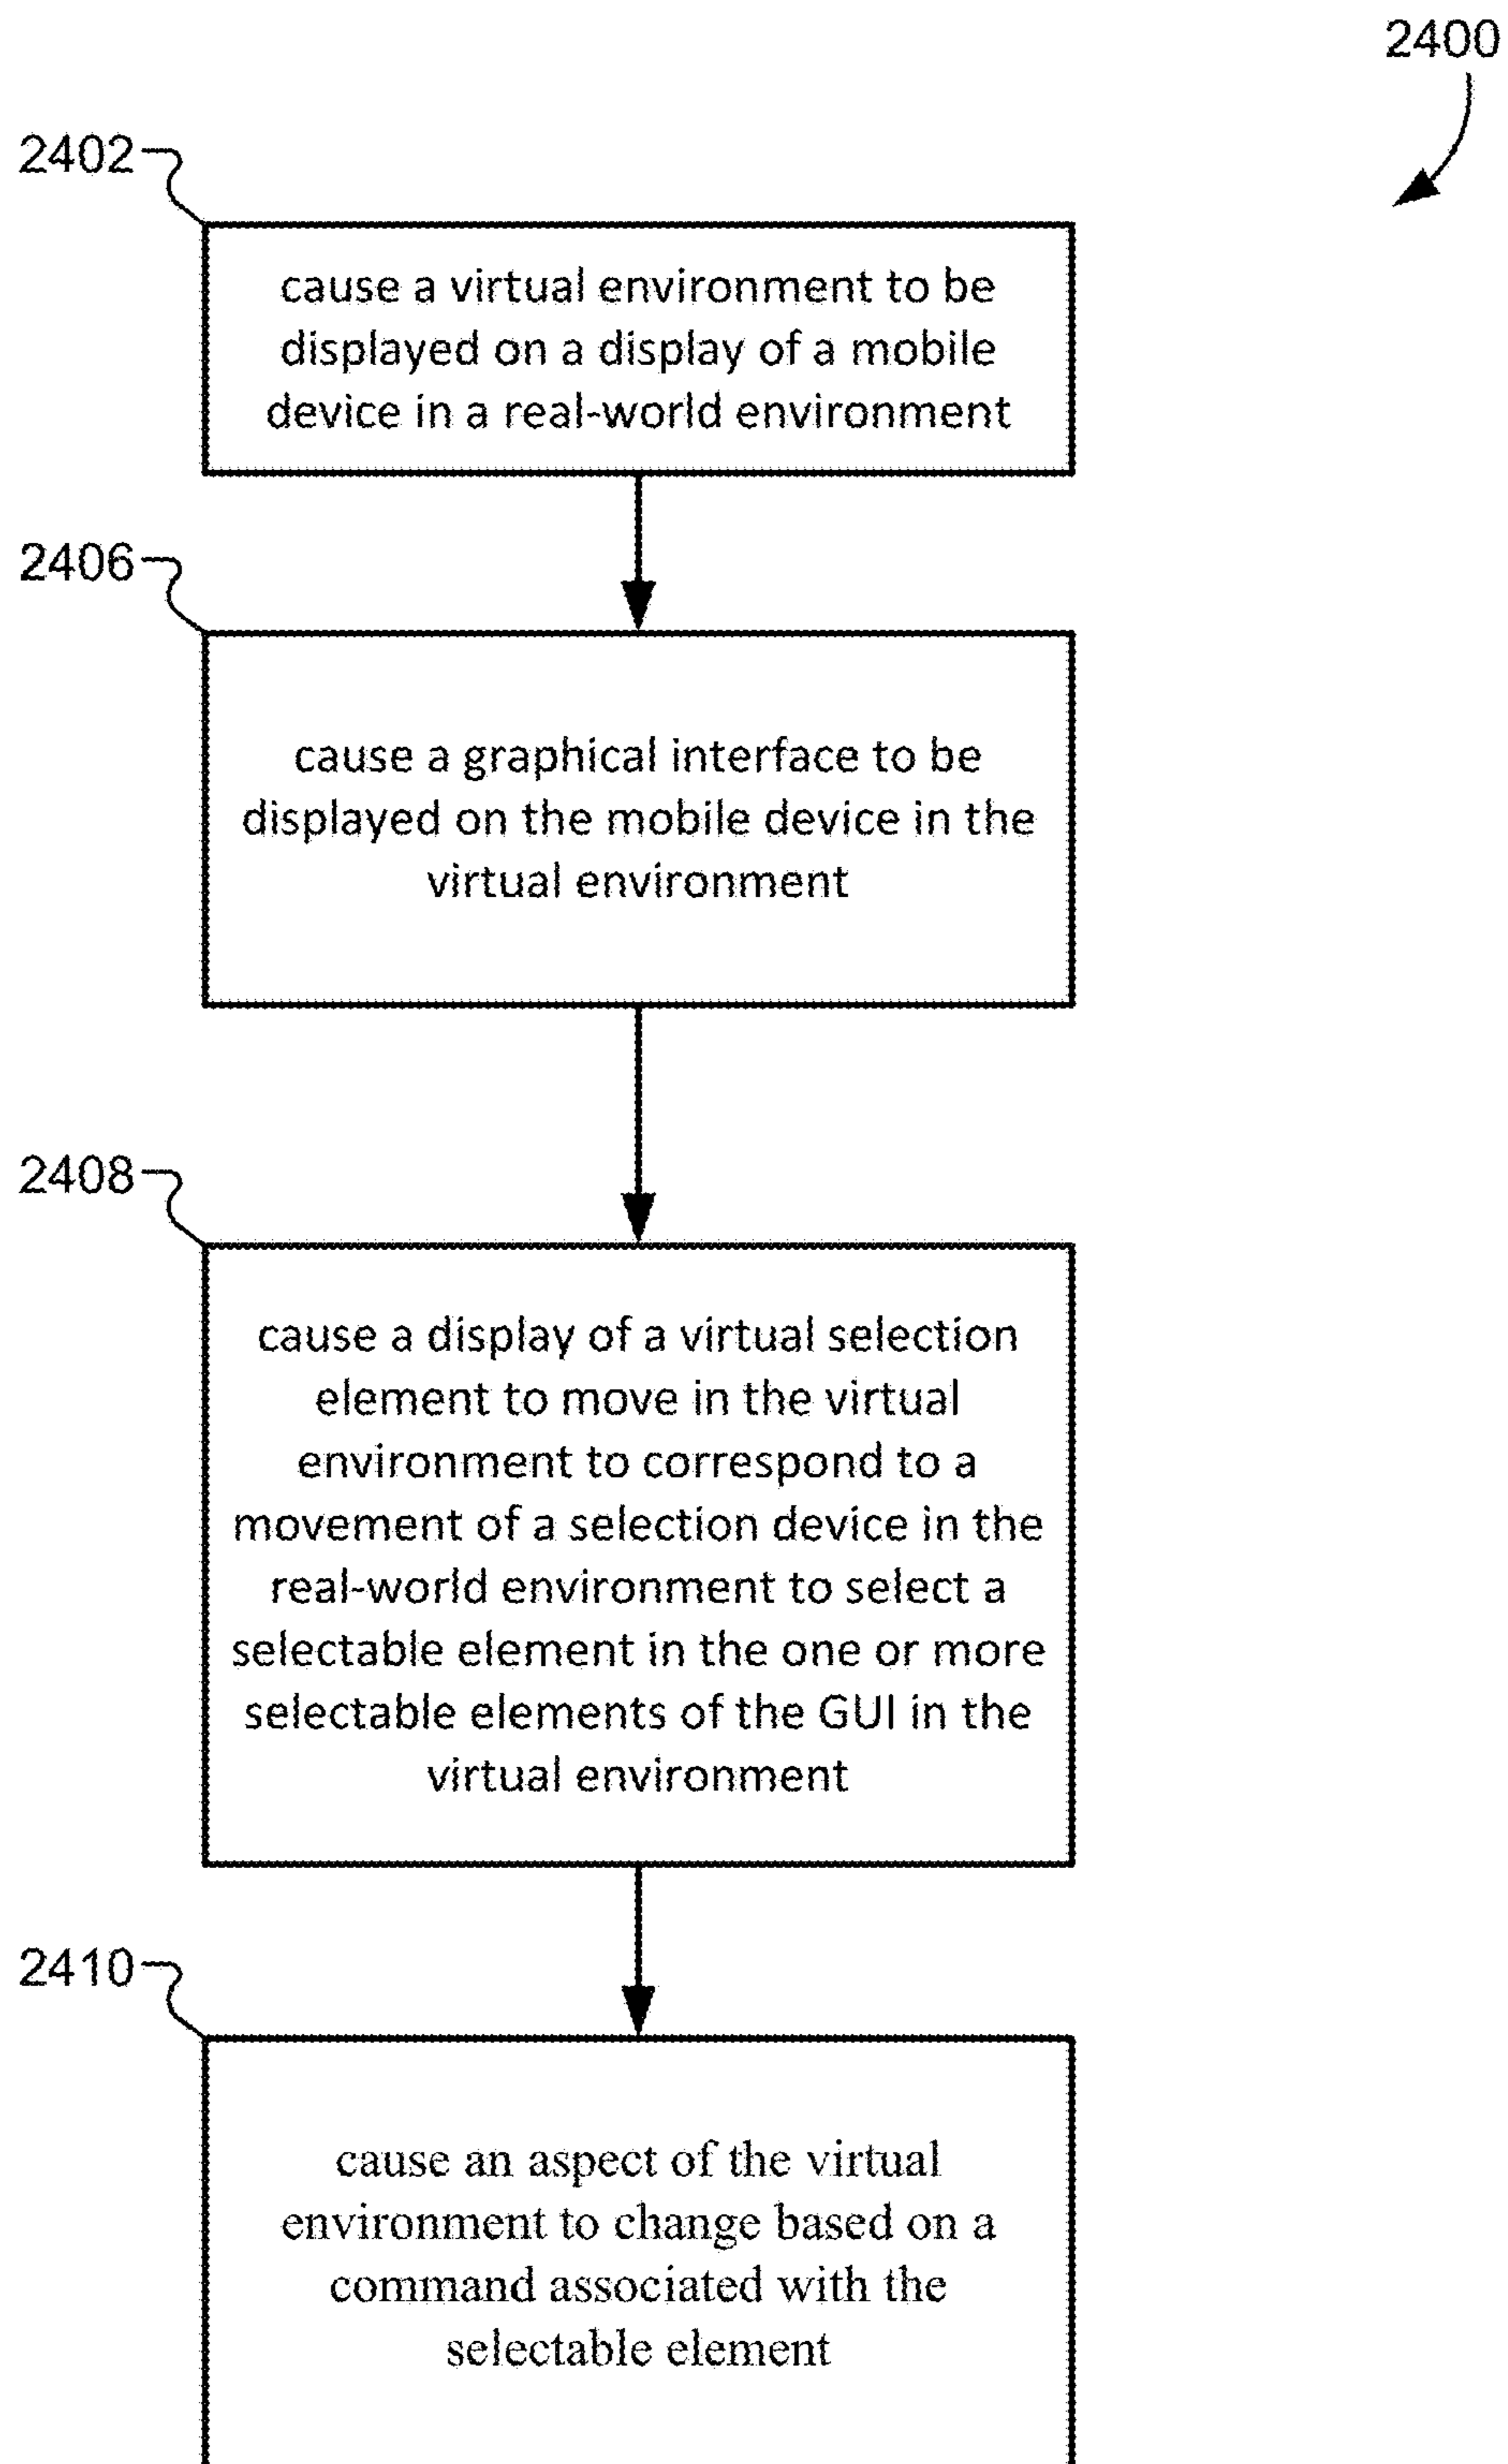 2400
2402
cause a virtual environment to be
displayed on a display of a mobile
device in a real-world environment
2406
cause a graphical interface to be
displayed on the mobile device in the
virtual environment
2408
cause a display of a virtual selection
element to move in the virtual
environment to correspond to a
movement of a selection device in the
real-world environment to select a
selectable element in the one or more
selectable elements of the GUI in the
virtual environment
2410
cause an aspect of the virtual
environment to change based on a
command associated with the
selectable element